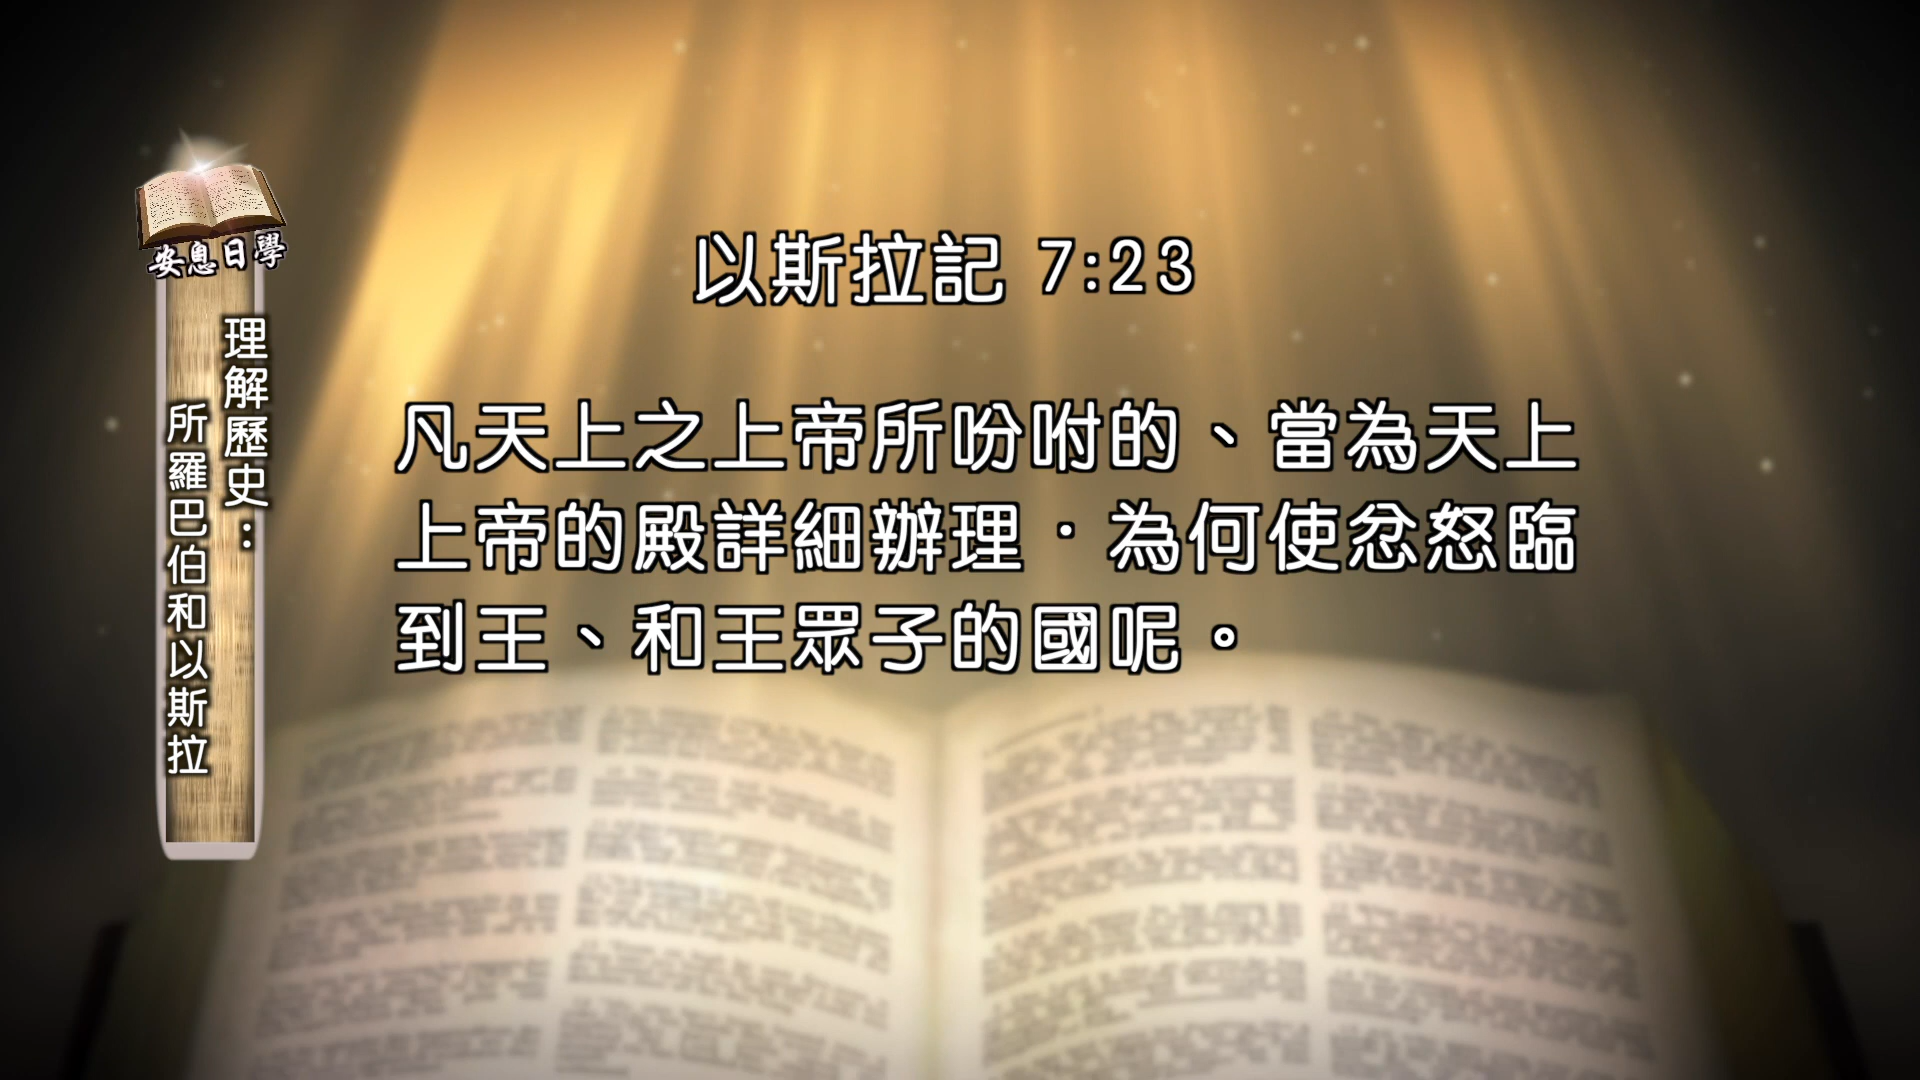 安息日學
理解歷史：
所羅巴伯和以斯拉
以斯拉記 7:23
凡天上之上帝所吩咐的、當為天上
上帝的殿詳細辦理．為何使忿怒臨
到王、和王眾子的國呢。